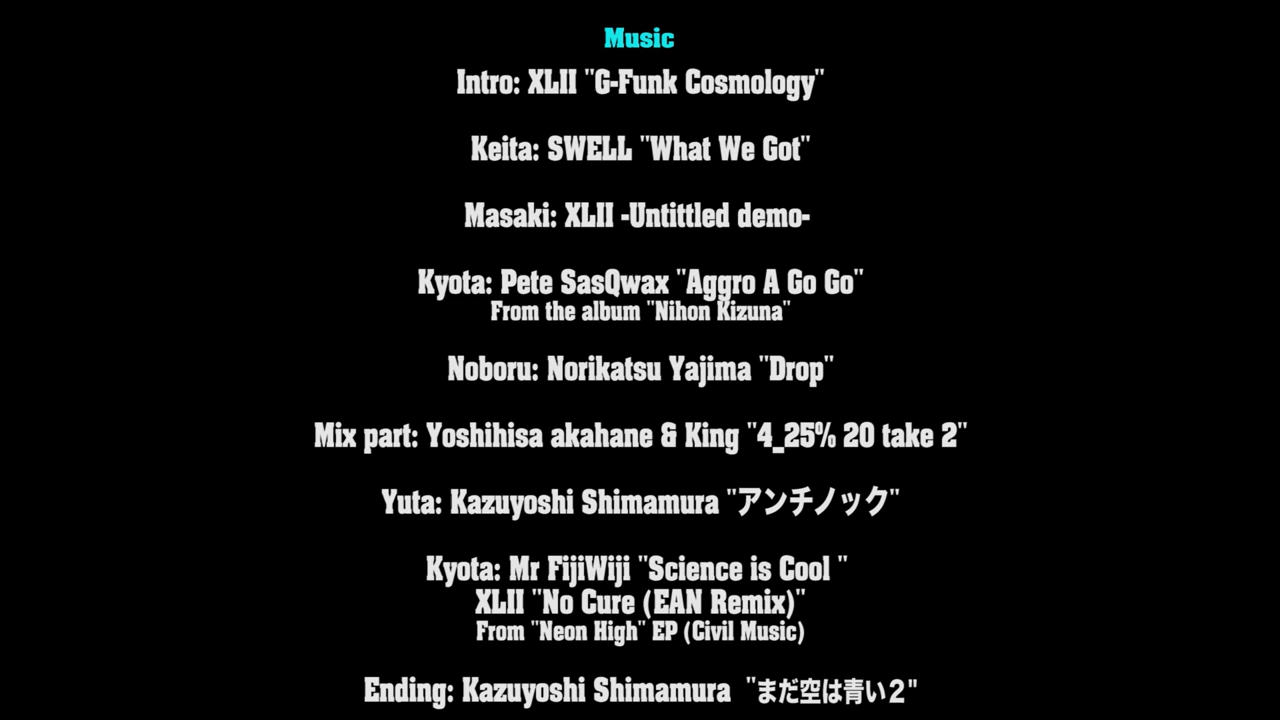 Music
Intro: XLII "G-Funk Cosmology"
Keita: SWELL "What We Got"
Masaki: XLII -Untittled demo-
Kyota: Pete SasQwax "Aggro A Go Go"
From the album "Nihon Kizuna"
Noboru: Norikatsu Yajima "Drop"
Mix part: Yoshihisa akahane & King "4_25% 20 take 2"
Yuta: Kazuyoshi Shimamura "アンチノック"
Kyota: Mr FijiWiji "Science is Cool "
XLII "No Cure (EAN Remix)"
From "Neon High" EP (Civil Music)
Ending: Kazuyoshi Shimamura "まだ空は青い２"